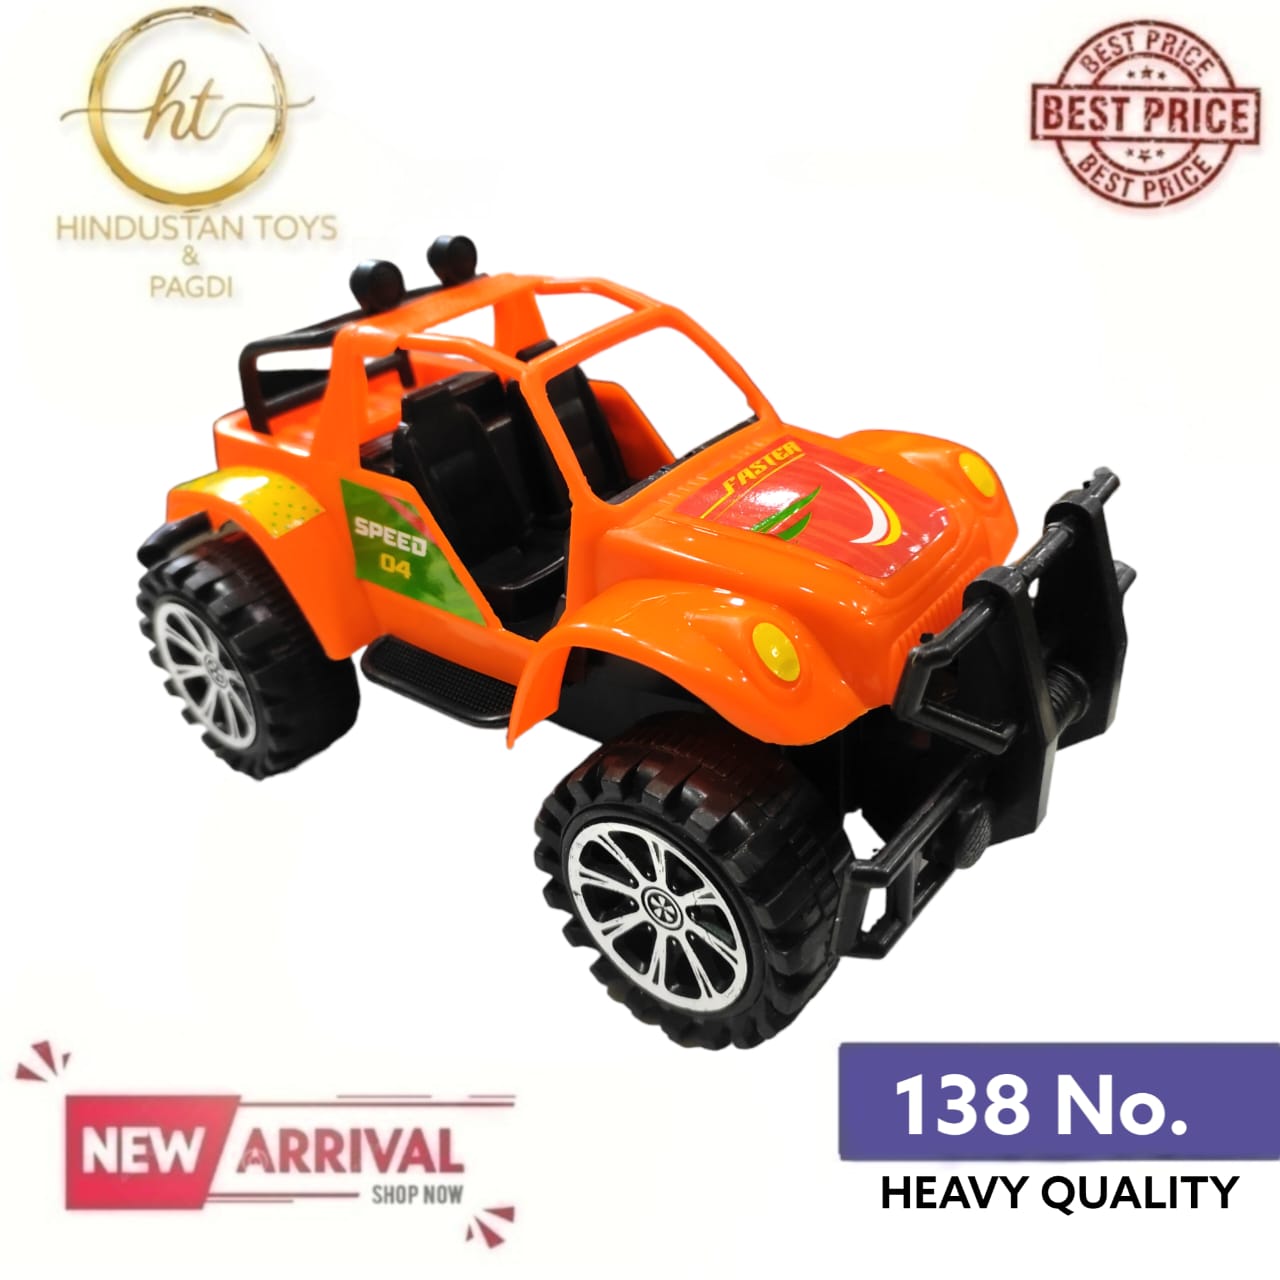 ht
HINDUSTAN TOYS
&
PAGDI
BEST PRICE
BEST PRICE
BEST PRICE
FASTER
SPEED
04
NEW ARRIVAL
SHOP NOW
138 No.
HEAVY QUALITY